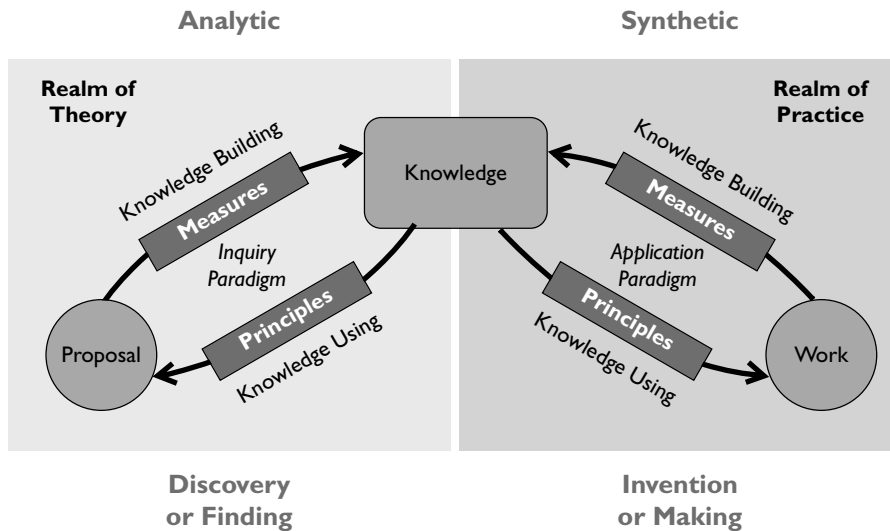 Analytic
Synthetic
Realm of
Theory
Realm of
Practice
Knowledge Building
Measures
Inquiry
Paradigm
Principles
Knowledge Using
Proposal
Knowledge
Knowledge Building
Measures
Application
Paradigm
Principles
Knowledge Using
Work
Discovery
or Finding
Invention
or Making